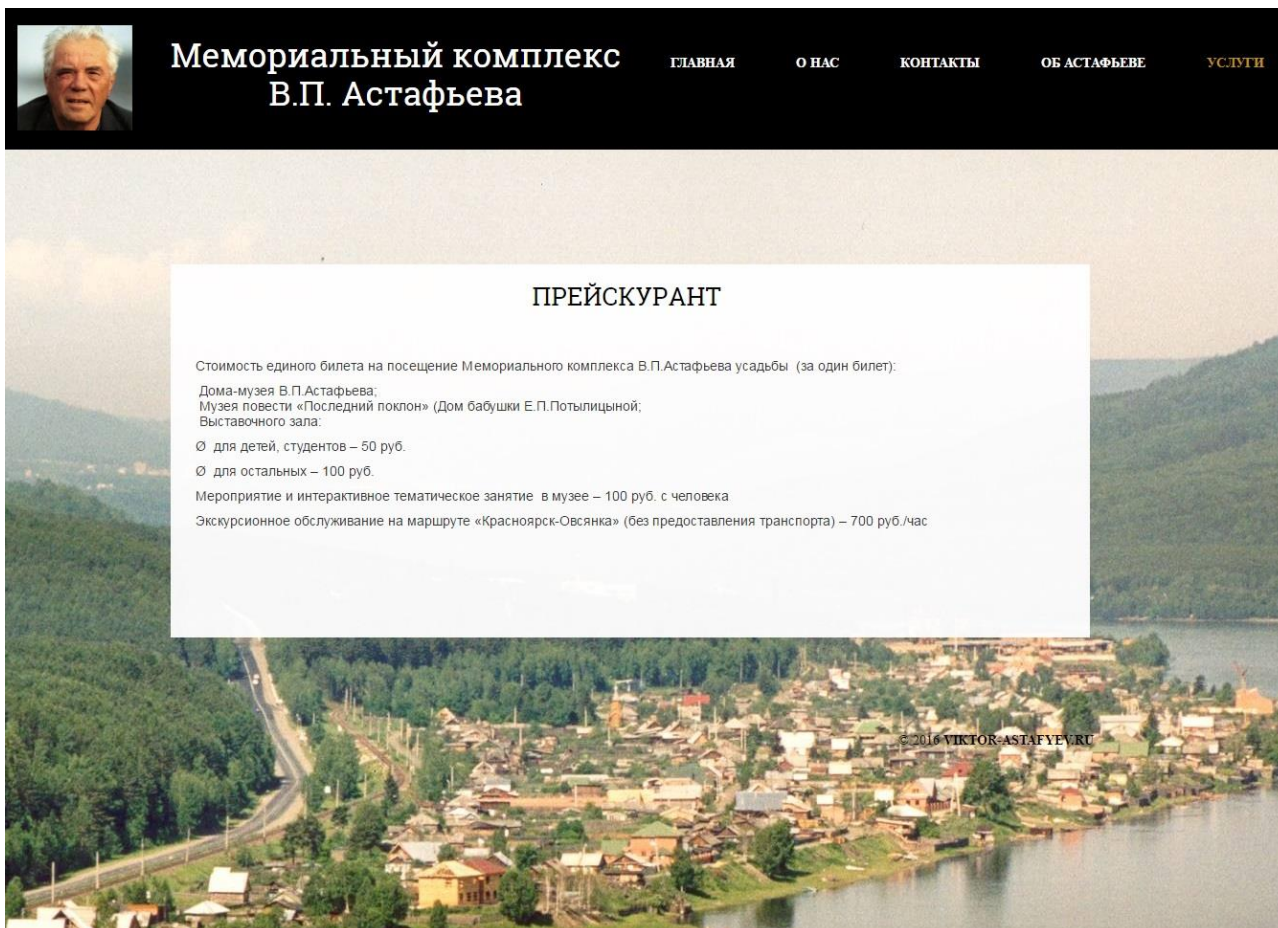 Мемориальный комплекс
В.П. Астафьева
ГЛАВНАЯ
О НАС
КОНТАКТЫ
ОБ АСТАФЬЕВЕ
УСЛУГИ
ПРЕЙСКУРАНТ
Стоимость единого билета на посещение Мемориального комплекса В.П.Астафьева усадьбы (за один билет):
Дома-музея В.П.Астафьева;
Музея повести «Последний поклон» (Дом бабушки Е.П.Потылицыной;
Выставочного зала:
Ø для детей, студентов – 50 руб.
Ø для остальных – 100 руб.
Мероприятие и интерактивное тематическое занятие в музее – 100 руб. с человека
Экскурсионное обслуживание на маршруте «Красноярск-Овсянка» (без предоставления транспорта) – 700 руб./час
© 2016 VIKTOR-ASTAFYEV.RU